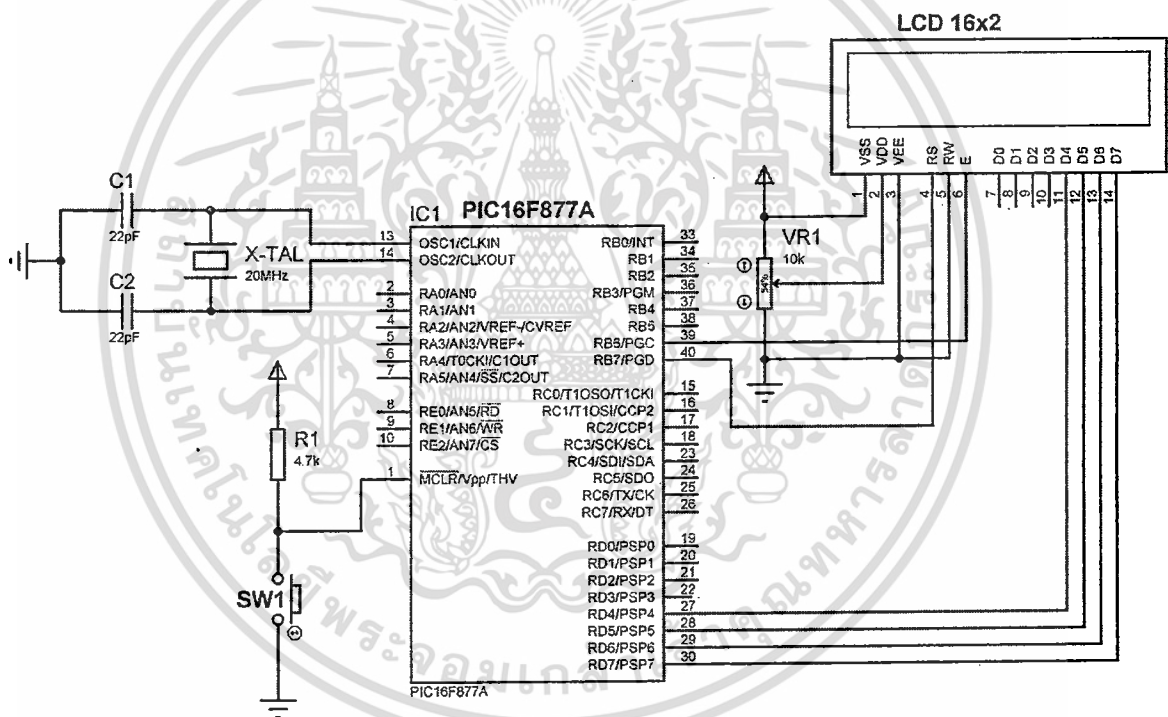 LCD 16x2
VSS
VDD
VEE
RS
RW
E
D0
D1
D2
D3
D4
D5
D6
D7
1
2
3
4
5
6
7
8
9
10
11
12
13
14
C1
22pF
X-TAL
20MHz
C2
22pF
R1
4.7k
SW1
IC1 PIC16F877A
13 OSC1/CLKIN
14 OSC2/CLKOUT
2 RA0/AN0
3 RA1/AN1
4 RA2/AN2/VREF-/CVREF
5 RA3/AN3/VREF+
6 RA4/T0CKI/C1OUT
7 RA5/AN4/SS/C2OUT
8 RE0/AN5/RD
9 RE1/AN6/WR
10 RE2/AN7/CS
1 MCLR/Vpp/THV
RB0/INT 33
RB1 34
RB2 35
RB3/PGM 36
RB4 37
RB5 38
RB6/PGC 39
RB7/PGD 40
RC0/T1OSO/T1CKI 15
RC1/T1OSI/CCP2 16
RC2/CCP1 17
RC3/SCK/SCL 18
RC4/SDI/SDA 23
RC5/SDO 24
RC6/TX/CK 25
RC7/RX/DT 26
RD0/PSP0 19
RD1/PSP1 20
RD2/PSP2 21
RD3/PSP3 22
RD4/PSP4 27
RD5/PSP5 28
RD6/PSP6 29
RD7/PSP7 30
PIC16F877A
VR1
10k
54%